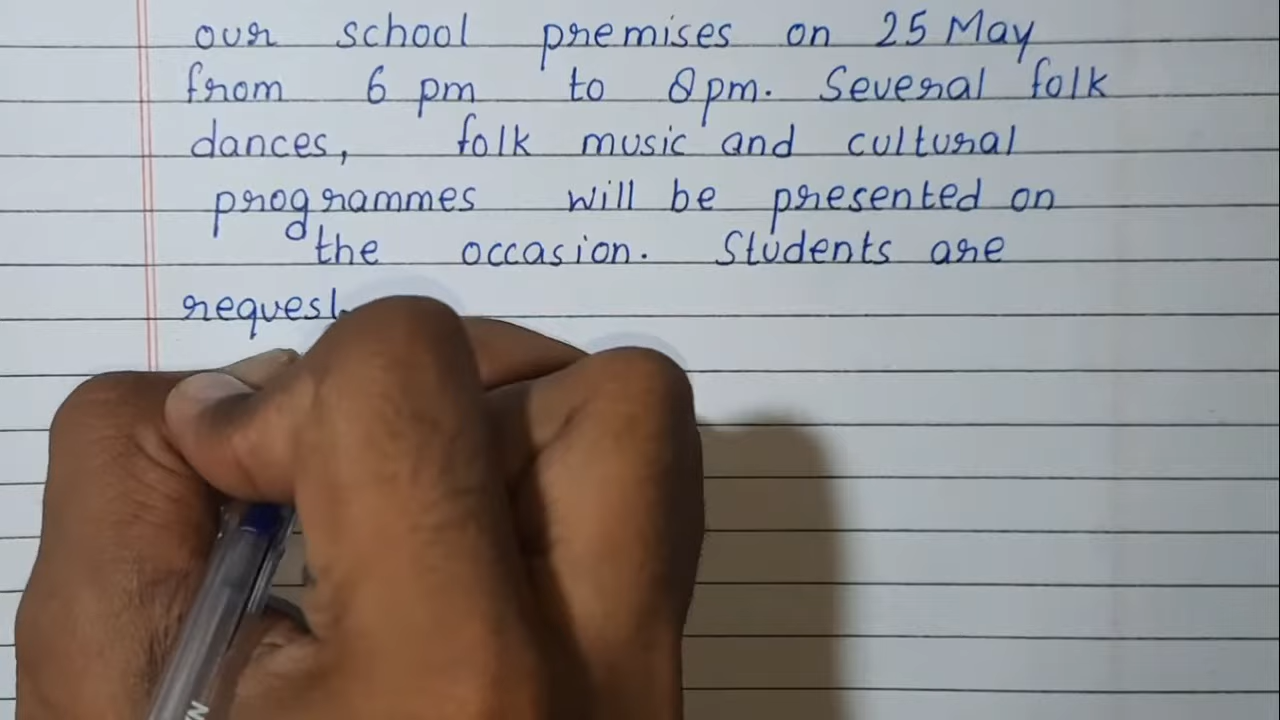 our school premises on 25 May
from 6 pm to 8pm. Several folk
dances, folk music and cultural
programmes will be presented on
the occasion. Students are